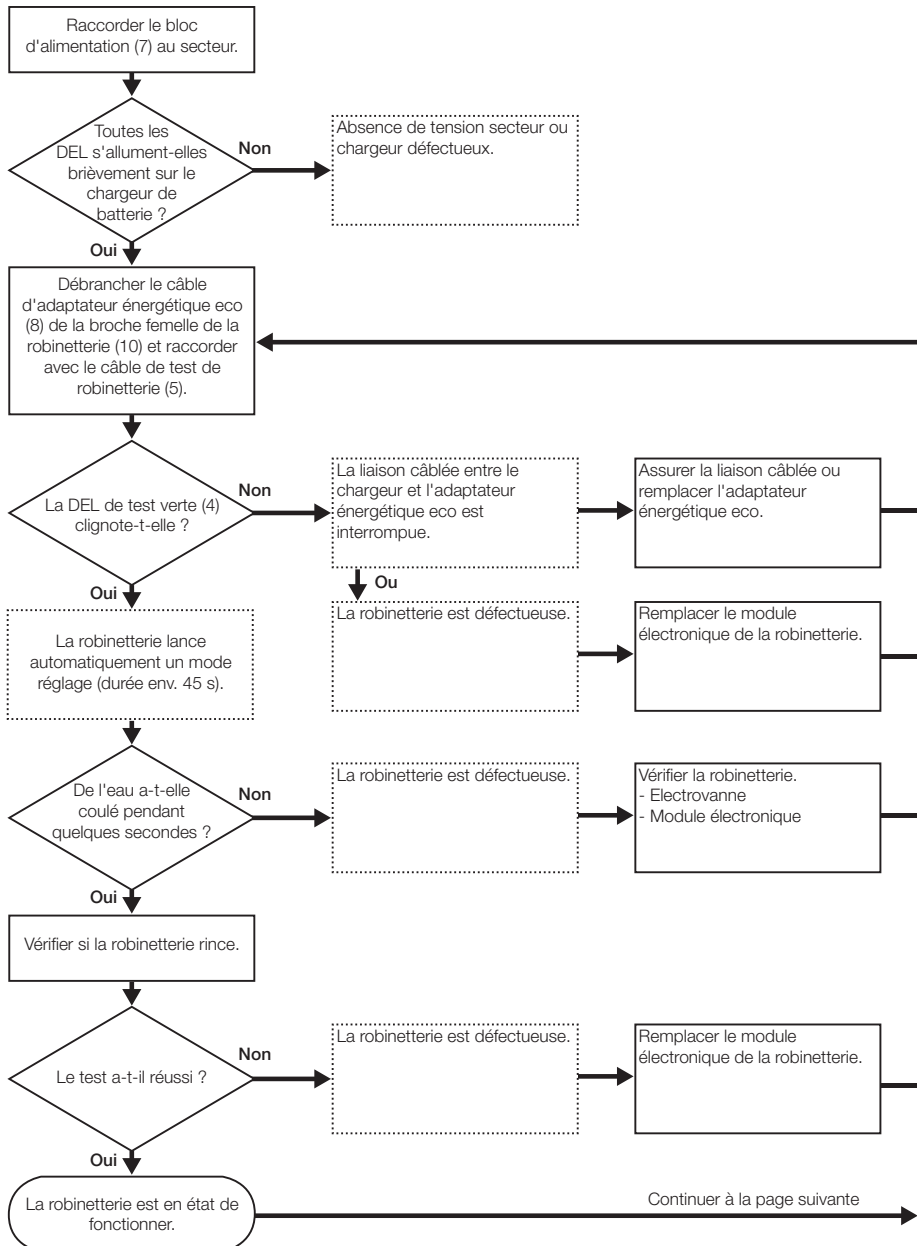 Raccorder le bloc
d'alimentation (7) au secteur.
Toutes les
DEL s'allument-elles
brièvement sur le
chargeur de
batterie ?
Non
Absence de tension secteur ou
chargeur défectueux.
Oui
Débrancher le câble
d'adaptateur énergétique eco
(8) de la broche femelle de la
robinetterie (10) et raccorder
avec le câble de test de
robinetterie (5).
La DEL de test verte (4)
clignote-t-elle ?
Non
La liaison câblée entre le
chargeur et l'adaptateur
énergétique eco est
interrompue.
Assurer la liaison câblée ou
remplacer l'adaptateur
énergétique eco.
Ou
Oui
La robinetterie est défectueuse.
Remplacer le module
électronique de la robinetterie.
La robinetterie lance
automatiquement un mode
réglage (durée env. 45 s).
De l'eau a-t-elle
coulé pendant
quelques secondes ?
Non
La robinetterie est défectueuse.
Vérifier la robinetterie.
- Electrovanne
- Module électronique
Oui
Vérifier si la robinetterie rince.
Le test a-t-il réussi ?
Non
La robinetterie est défectueuse.
Remplacer le module
électronique de la robinetterie.
Oui
La robinetterie est en état de
fonctionner.
Continuer à la page suivante